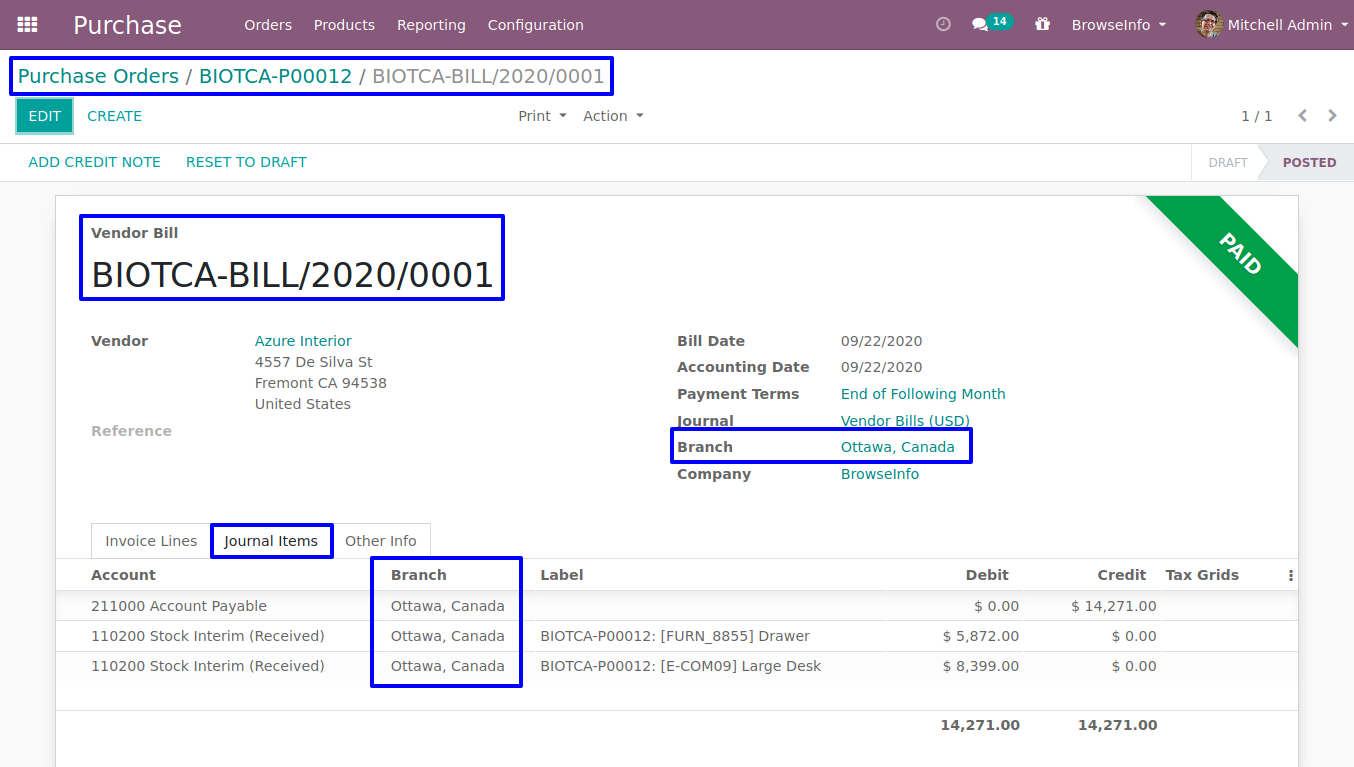 Purchase Orders Products Reporting Configuration 14 BrowseInfo Mitchell Admin
Purchase Orders / BIOTCA-P00012 / BIOTCA-BILL/2020/0001
EDIT CREATE Print Action 1 / 1
ADD CREDIT NOTE RESET TO DRAFT DRAFT POSTED
PAID
Vendor Bill
BIOTCA-BILL/2020/0001
Vendor Azure Interior Bill Date 09/22/2020
4557 De Silva St
Fremont CA 94538 Accounting Date 09/22/2020
United States Payment Terms End of Following Month
Reference Journal Vendor Bills (USD)
Branch Ottawa, Canada
Company BrowseInfo
Invoice Lines Journal Items Other Info
Account Branch Label Debit Credit Tax Grids
211000 Account Payable Ottawa, Canada $ 0.00 $ 14,271.00
110200 Stock Interim (Received) Ottawa, Canada BIOTCA-P00012: [FURN_8855] Drawer $ 5,872.00 $ 0.00
110200 Stock Interim (Received) Ottawa, Canada BIOTCA-P00012: [E-COM09] Large Desk $ 8,399.00 $ 0.00
14,271.00 14,271.00